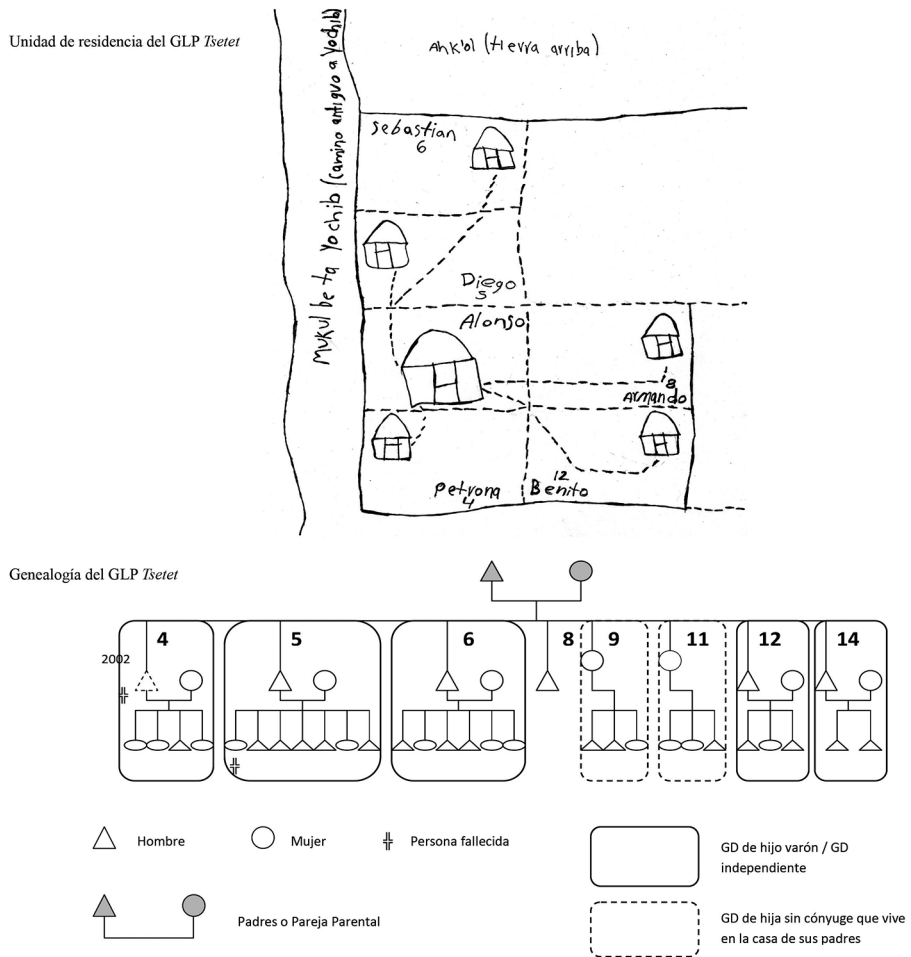 Unidad de residencia del GLP Tsetet
Ahk'ol (tierra arriba)
Mukul be ta Yochib (camino antiguo a Yochib)
Sebastian
6
Diego
5
Alonso
8
Armando
12
Petrona
4
Benito
Genealogía del GLP Tsetet
4
5
6
8
9
11
12
14
2002
Hombre
Mujer
Persona fallecida
GD de hijo varón / GD
independiente
Padres o Pareja Parental
GD de hija sin cónyuge que vive
en la casa de sus padres